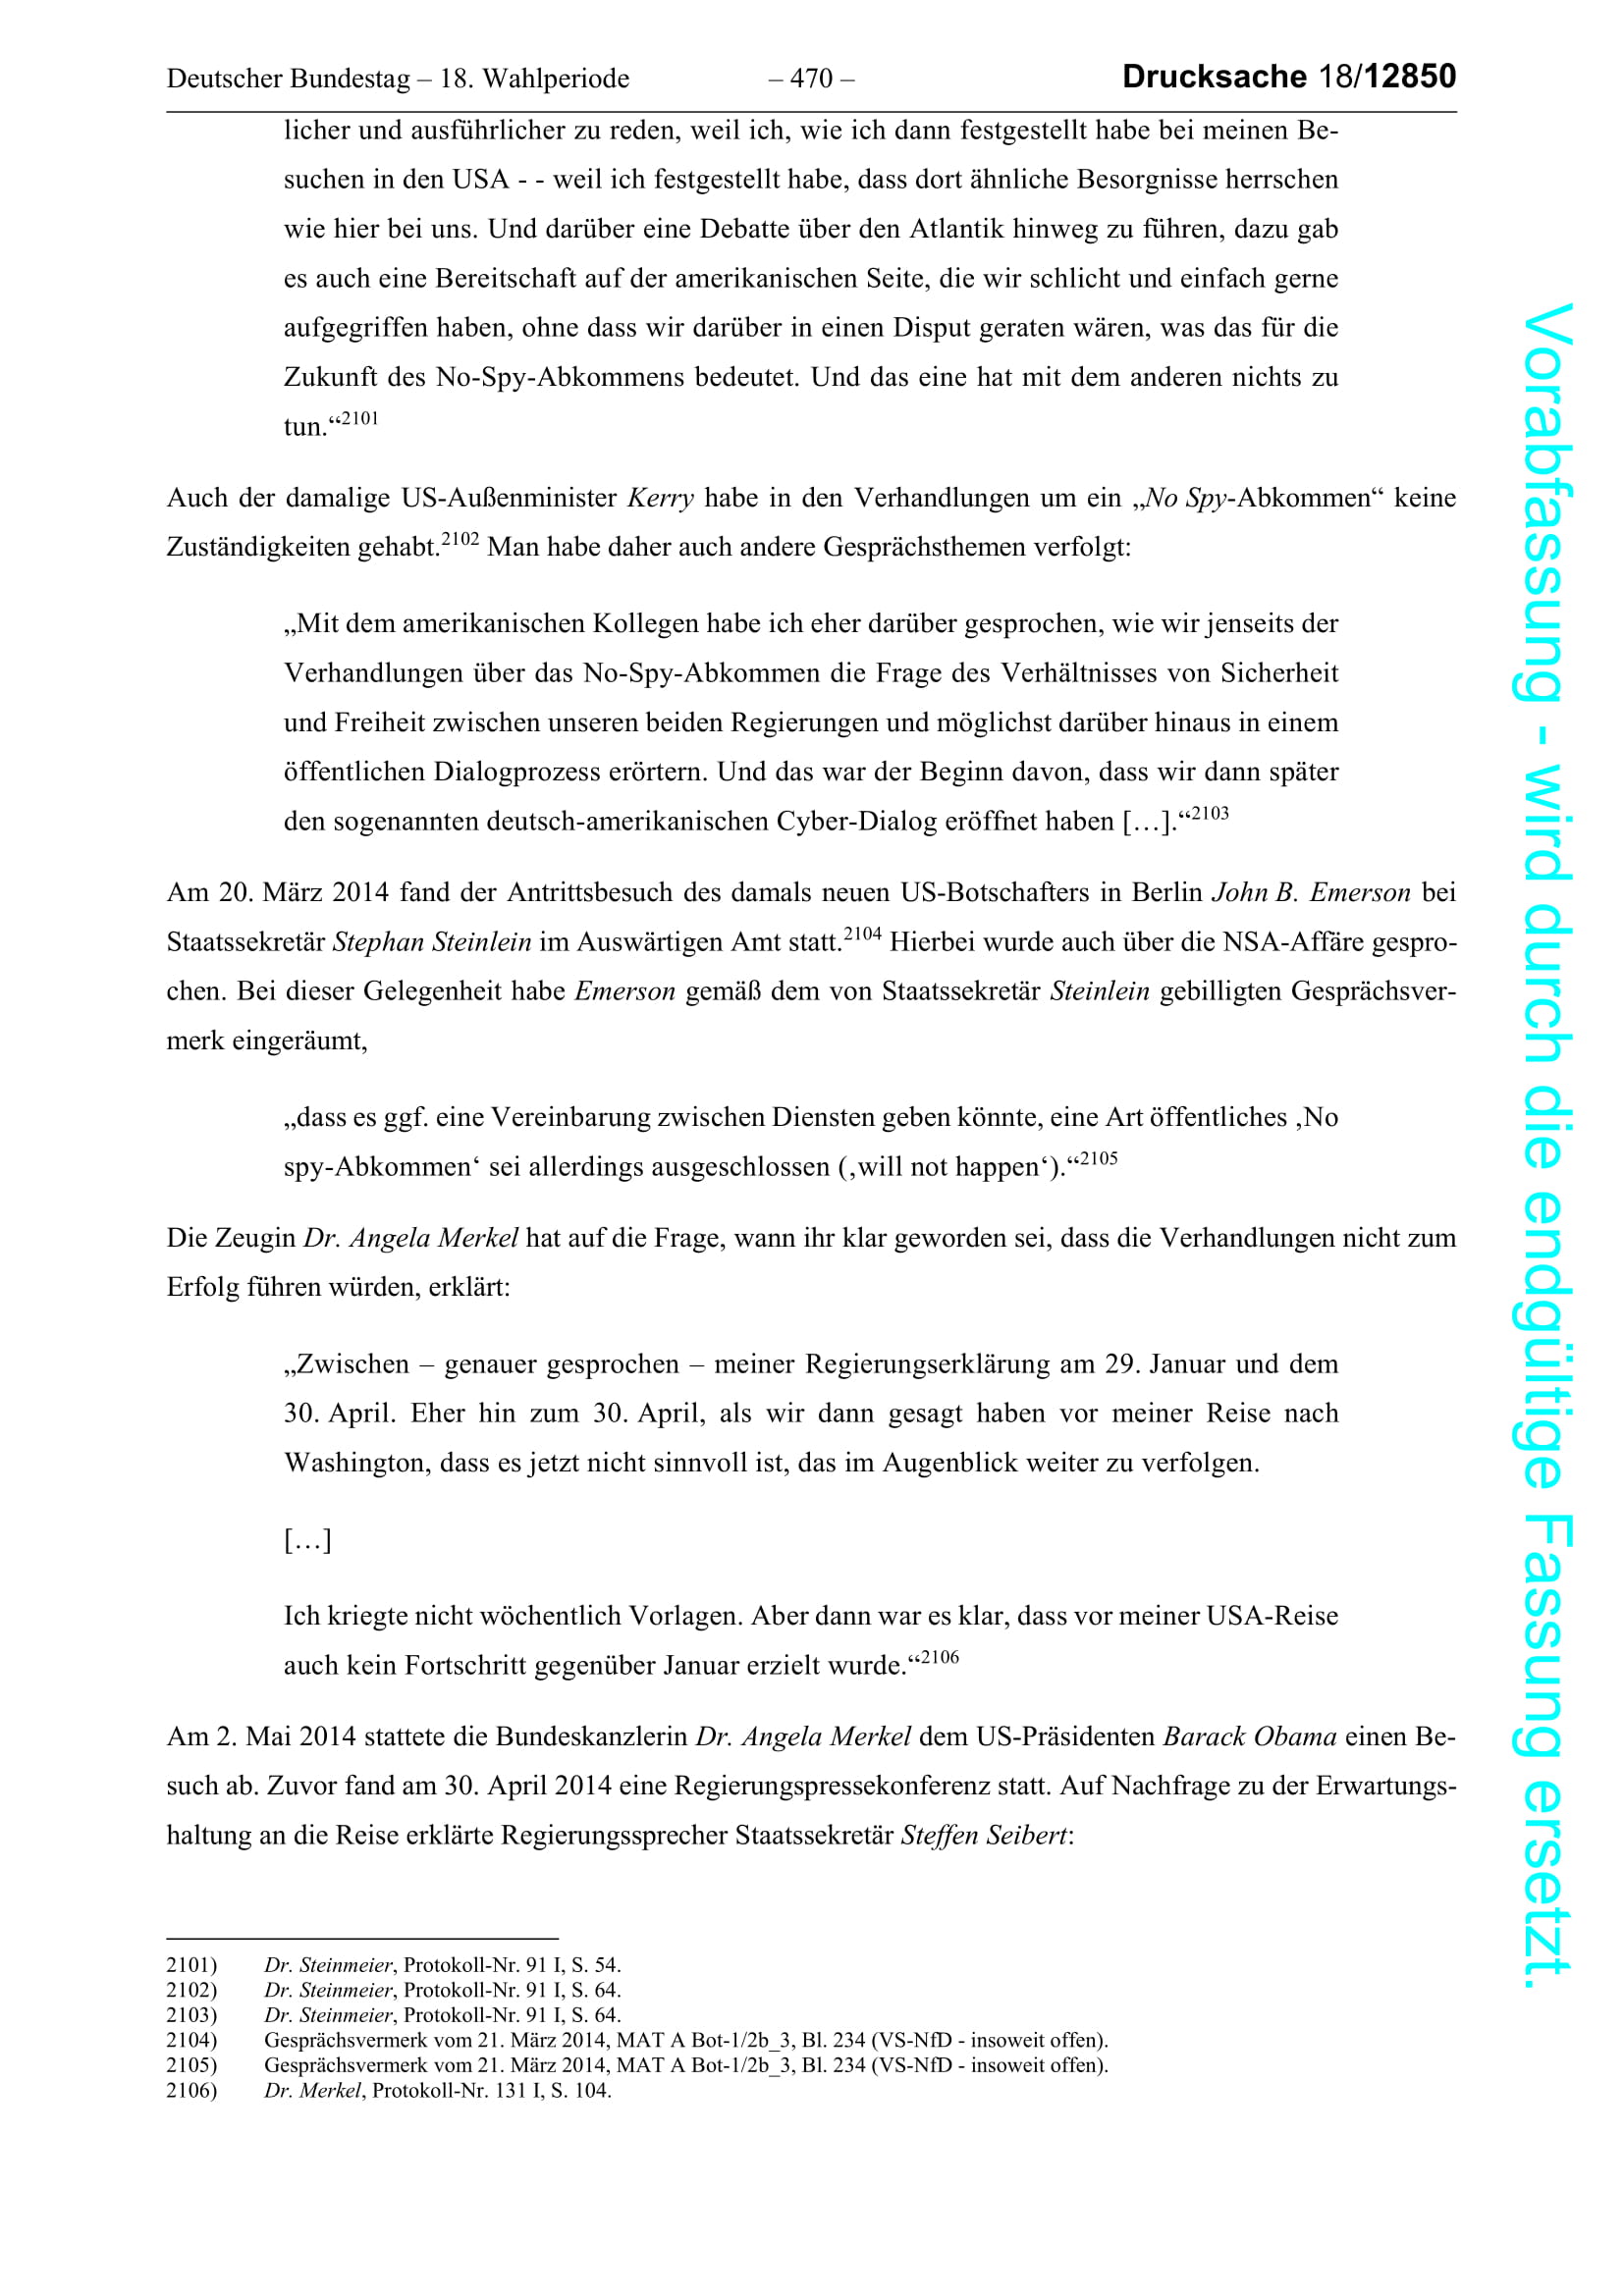 Deutscher Bundestag – 18. Wahlperiode – 470 – Drucksache 18/12850
licher und ausführlicher zu reden, weil ich, wie ich dann festgestellt habe bei meinen Be-
suchen in den USA - - weil ich festgestellt habe, dass dort ähnliche Besorgnisse herrschen
wie hier bei uns. Und darüber eine Debatte über den Atlantik hinweg zu führen, dazu gab
es auch eine Bereitschaft auf der amerikanischen Seite, die wir schlicht und einfach gerne
aufgegriffen haben, ohne dass wir darüber in einen Disput geraten wären, was das für die
Zukunft des No-Spy-Abkommens bedeutet. Und das eine hat mit dem anderen nichts zu
tun.“2101
Auch der damalige US-Außenminister Kerry habe in den Verhandlungen um ein „No Spy-Abkommen“ keine
Zuständigkeiten gehabt.2102 Man habe daher auch andere Gesprächsthemen verfolgt:
„Mit dem amerikanischen Kollegen habe ich eher darüber gesprochen, wie wir jenseits der
Verhandlungen über das No-Spy-Abkommen die Frage des Verhältnisses von Sicherheit
und Freiheit zwischen unseren beiden Regierungen und möglichst darüber hinaus in einem
öffentlichen Dialogprozess erörtern. Und das war der Beginn davon, dass wir dann später
den sogenannten deutsch-amerikanischen Cyber-Dialog eröffnet haben […].“2103
Am 20. März 2014 fand der Antrittsbesuch des damals neuen US-Botschafters in Berlin John B. Emerson bei
Staatssekretär Stephan Steinlein im Auswärtigen Amt statt.2104 Hierbei wurde auch über die NSA-Affäre gespro-
chen. Bei dieser Gelegenheit habe Emerson gemäß dem von Staatssekretär Steinlein gebilligten Gesprächsver-
merk eingeräumt,
„dass es ggf. eine Vereinbarung zwischen Diensten geben könnte, eine Art öffentliches ‚No
spy-Abkommen‘ sei allerdings ausgeschlossen (‚will not happen‘).“2105
Die Zeugin Dr. Angela Merkel hat auf die Frage, wann ihr klar geworden sei, dass die Verhandlungen nicht zum
Erfolg führen würden, erklärt:
„Zwischen – genauer gesprochen – meiner Regierungserklärung am 29. Januar und dem
30. April. Eher hin zum 30. April, als wir dann gesagt haben vor meiner Reise nach
Washington, dass es jetzt nicht sinnvoll ist, das im Augenblick weiter zu verfolgen.
[…]
Ich kriegte nicht wöchentlich Vorlagen. Aber dann war es klar, dass vor meiner USA-Reise
auch kein Fortschritt gegenüber Januar erzielt wurde.“2106
Am 2. Mai 2014 stattete die Bundeskanzlerin Dr. Angela Merkel dem US-Präsidenten Barack Obama einen Be-
such ab. Zuvor fand am 30. April 2014 eine Regierungspressekonferenz statt. Auf Nachfrage zu der Erwartungs-
haltung an die Reise erklärte Regierungssprecher Staatssekretär Steffen Seibert:
2101) Dr. Steinmeier, Protokoll-Nr. 91 I, S. 54.
2102) Dr. Steinmeier, Protokoll-Nr. 91 I, S. 64.
2103) Dr. Steinmeier, Protokoll-Nr. 91 I, S. 64.
2104) Gesprächsvermerk vom 21. März 2014, MAT A Bot-1/2b_3, Bl. 234 (VS-NfD - insoweit offen).
2105) Gesprächsvermerk vom 21. März 2014, MAT A Bot-1/2b_3, Bl. 234 (VS-NfD - insoweit offen).
2106) Dr. Merkel, Protokoll-Nr. 131 I, S. 104.
Vorabfassung - wird durch die endgültige Fassung ersetzt.